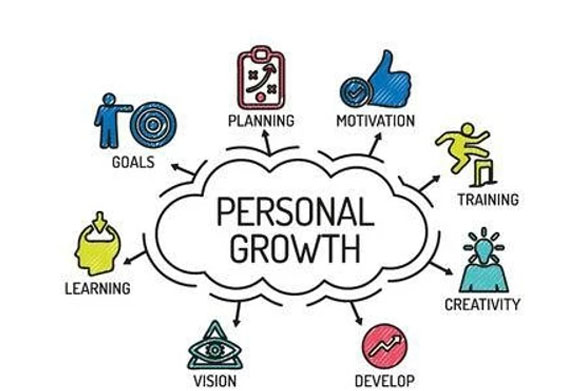 PLANNING
MOTIVATION
GOALS
TRAINING
PERSONAL
GROWTH
LEARNING
CREATIVITY
VISION
DEVELOP